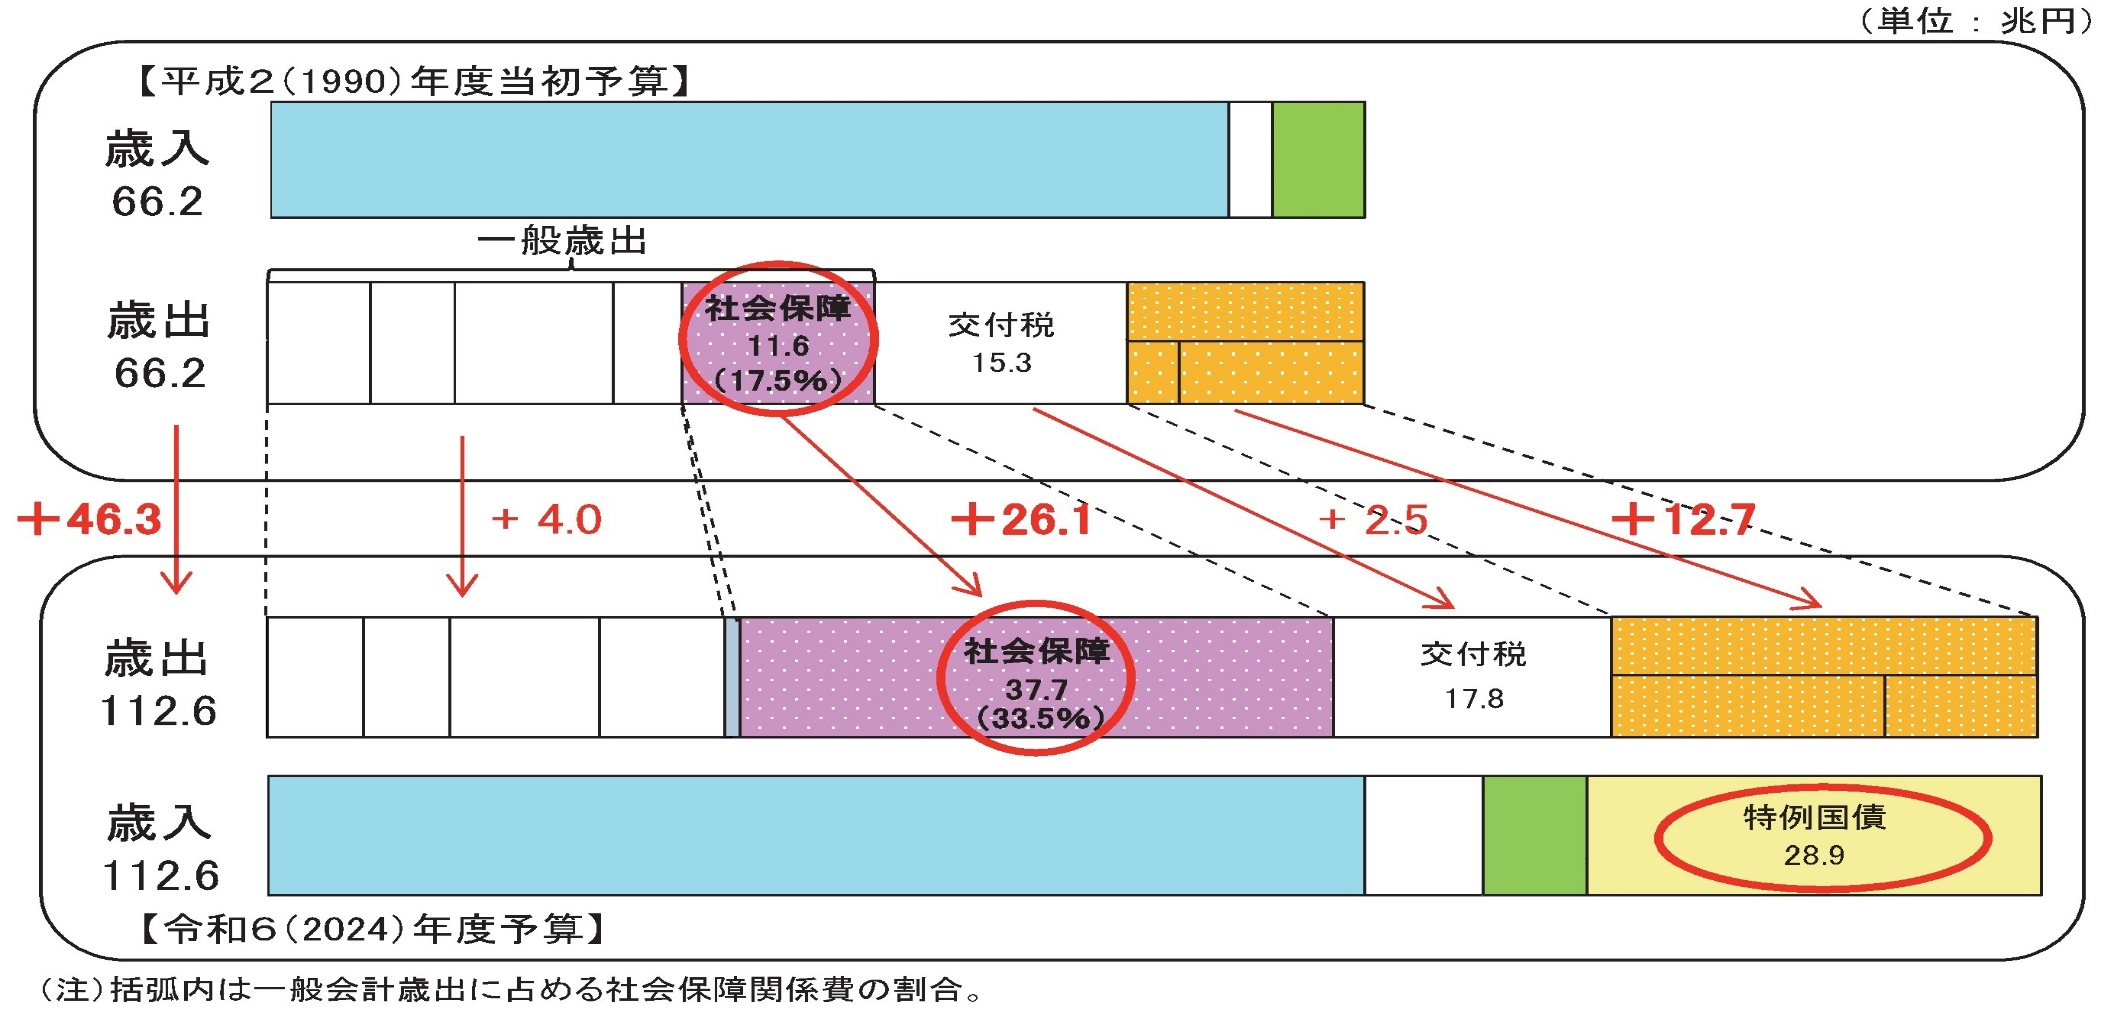 (単位：兆円)
【平成2(1990)年度当初予算】
歳入
66.2
一般歳出
歳出
66.2
社会保障
11.6
(17.5%)
交付税
15.3
+46.3
+ 4.0
+26.1
+ 2.5
+12.7
歳出
112.6
社会保障
37.7
(33.5%)
交付税
17.8
歳入
112.6
特例国債
28.9
【令和6(2024)年度予算】
(注)括弧内は一般会計歳出に占める社会保障関係費の割合。